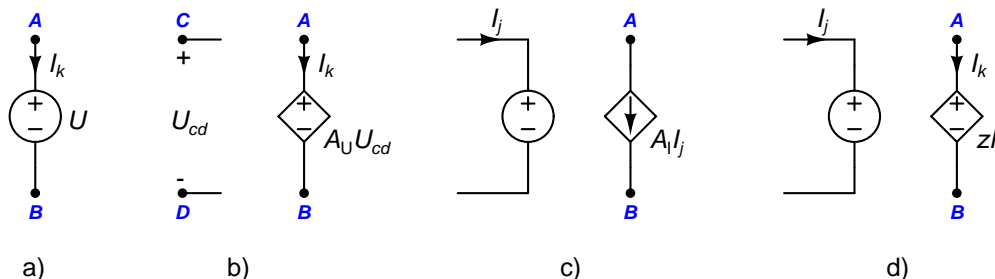 A C A I_j A I_j A
I_k + I_k I_k
+ + + +
− U U_cd − A_U U_cd − A_I I_j − − zI
-
B D B B B
a) b) c) d)